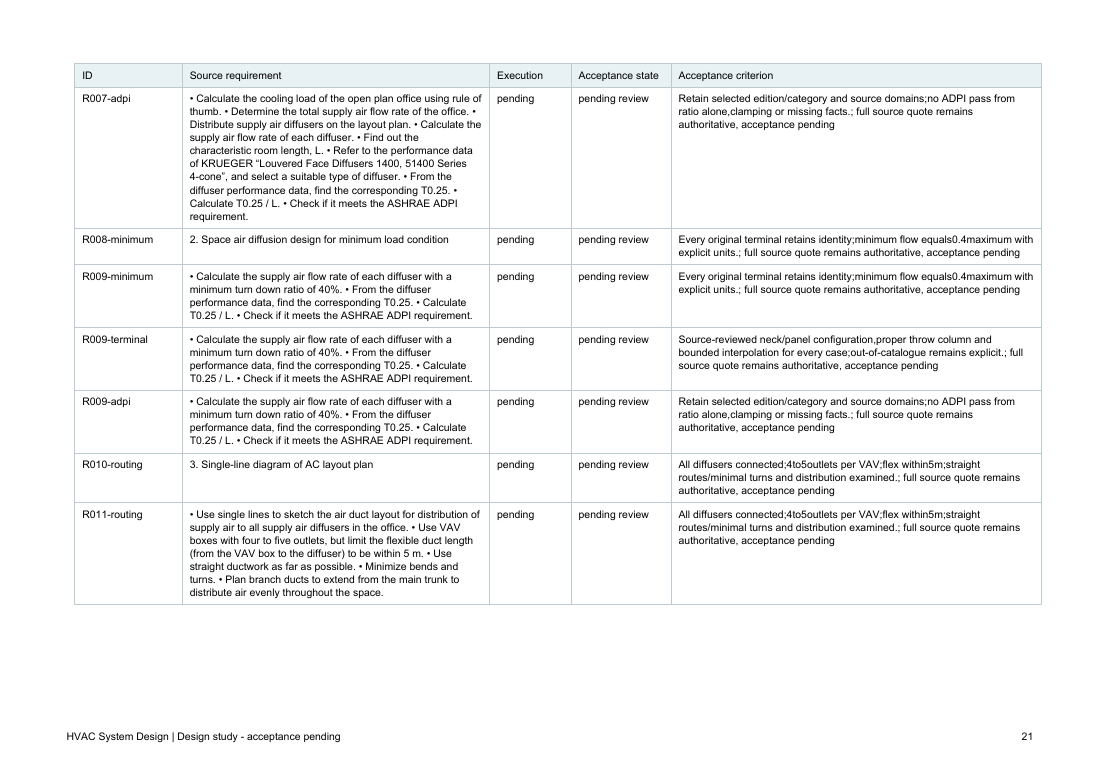 ID Source requirement Execution Acceptance state Acceptance criterion
R007-adpi • Calculate the cooling load of the open plan office using rule of pending pending review Retain selected edition/category and source domains;no ADPI pass from
thumb. • Determine the total supply air flow rate of the office. • ratio alone,clamping or missing facts.; full source quote remains
Distribute supply air diffusers on the layout plan. • Calculate the authoritative, acceptance pending
supply air flow rate of each diffuser. • Find out the
characteristic room length, L. • Refer to the performance data
of KRUEGER “Louvered Face Diffusers 1400, 51400 Series
4-cone”, and select a suitable type of diffuser. • From the
diffuser performance data, find the corresponding T0.25. •
Calculate T0.25 / L. • Check if it meets the ASHRAE ADPI
requirement.
R008-minimum 2. Space air diffusion design for minimum load condition pending pending review Every original terminal retains identity;minimum flow equals0.4maximum with
explicit units.; full source quote remains authoritative, acceptance pending
R009-minimum • Calculate the supply air flow rate of each diffuser with a pending pending review Every original terminal retains identity;minimum flow equals0.4maximum with
minimum turn down ratio of 40%. • From the diffuser explicit units.; full source quote remains authoritative, acceptance pending
performance data, find the corresponding T0.25. • Calculate
T0.25 / L. • Check if it meets the ASHRAE ADPI requirement.
R009-terminal • Calculate the supply air flow rate of each diffuser with a pending pending review Source-reviewed neck/panel configuration,proper throw column and
minimum turn down ratio of 40%. • From the diffuser bounded interpolation for every case;out-of-catalogue remains explicit.; full
performance data, find the corresponding T0.25. • Calculate source quote remains authoritative, acceptance pending
T0.25 / L. • Check if it meets the ASHRAE ADPI requirement.
R009-adpi • Calculate the supply air flow rate of each diffuser with a pending pending review Retain selected edition/category and source domains;no ADPI pass from
minimum turn down ratio of 40%. • From the diffuser ratio alone,clamping or missing facts.; full source quote remains
performance data, find the corresponding T0.25. • Calculate authoritative, acceptance pending
T0.25 / L. • Check if it meets the ASHRAE ADPI requirement.
R010-routing 3. Single-line diagram of AC layout plan pending pending review All diffusers connected;4to5outlets per VAV;flex within5m;straight
routes/minimal turns and distribution examined.; full source quote remains
authoritative, acceptance pending
R011-routing • Use single lines to sketch the air duct layout for distribution of pending pending review All diffusers connected;4to5outlets per VAV;flex within5m;straight
supply air to all supply air diffusers in the office. • Use VAV routes/minimal turns and distribution examined.; full source quote remains
boxes with four to five outlets, but limit the flexible duct length authoritative, acceptance pending
(from the VAV box to the diffuser) to be within 5 m. • Use
straight ductwork as far as possible. • Minimize bends and
turns. • Plan branch ducts to extend from the main trunk to
distribute air evenly throughout the space.
HVAC System Design | Design study - acceptance pending 21